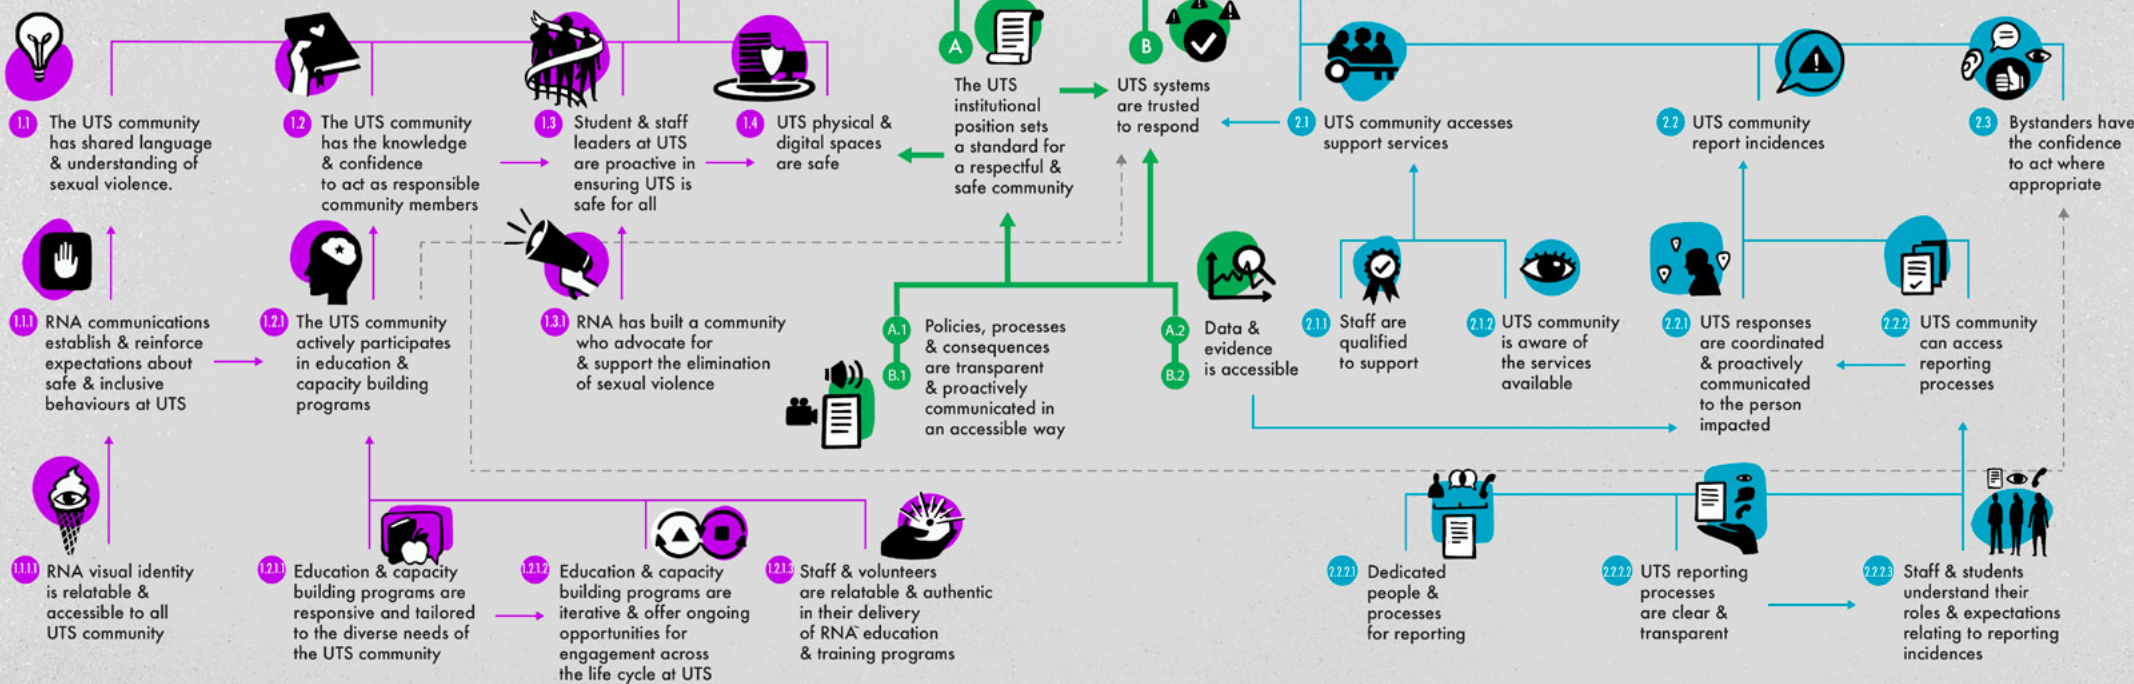 A
B
1.1
The UTS community
has shared language
& understanding of
sexual violence.
1.2
The UTS community
has the knowledge
& confidence
to act as responsible
community members
1.3
Student & staff
leaders at UTS
are proactive in
ensuring UTS is
safe for all
1.4
UTS physical &
digital spaces
are safe
The UTS
institutional
position sets
a standard for
a respectful &
safe community
UTS systems
are trusted
to respond
2.1
UTS community accesses
support services
2.2
UTS community
report incidences
2.3
Bystanders have
the confidence
to act where
appropriate
1.1.1
RNA communications
establish & reinforce
expectations about
safe & inclusive
behaviours at UTS
1.2.1
The UTS community
actively participates
in education &
capacity building
programs
1.3.1
RNA has built a community
who advocate for
& support the elimination
of sexual violence
A.1
B.1
Policies, processes
& consequences
are transparent
& proactively
communicated in
an accessible way
A.2
B.2
Data &
evidence
is accessible
2.1.1
Staff are
qualified
to support
2.1.2
UTS community
is aware of
the services
available
2.2.1
UTS responses
are coordinated
& proactively
communicated
to the person
impacted
2.2.2
UTS community
can access
reporting
processes
1.1.1.1
RNA visual identity
is relatable &
accessible to all
UTS community
1.2.1.1
Education & capacity
building programs are
responsive and tailored
to the diverse needs of
the UTS community
1.2.1.2
Education & capacity
building programs are
iterative & offer ongoing
opportunities for
engagement across
the life cycle at UTS
1.2.1.3
Staff & volunteers
are relatable & authentic
in their delivery
of RNA education
& training programs
2.2.2.1
Dedicated
people &
processes
for reporting
2.2.2.2
UTS reporting
processes
are clear &
transparent
2.2.2.3
Staff & students
understand their
roles & expectations
relating to reporting
incidences